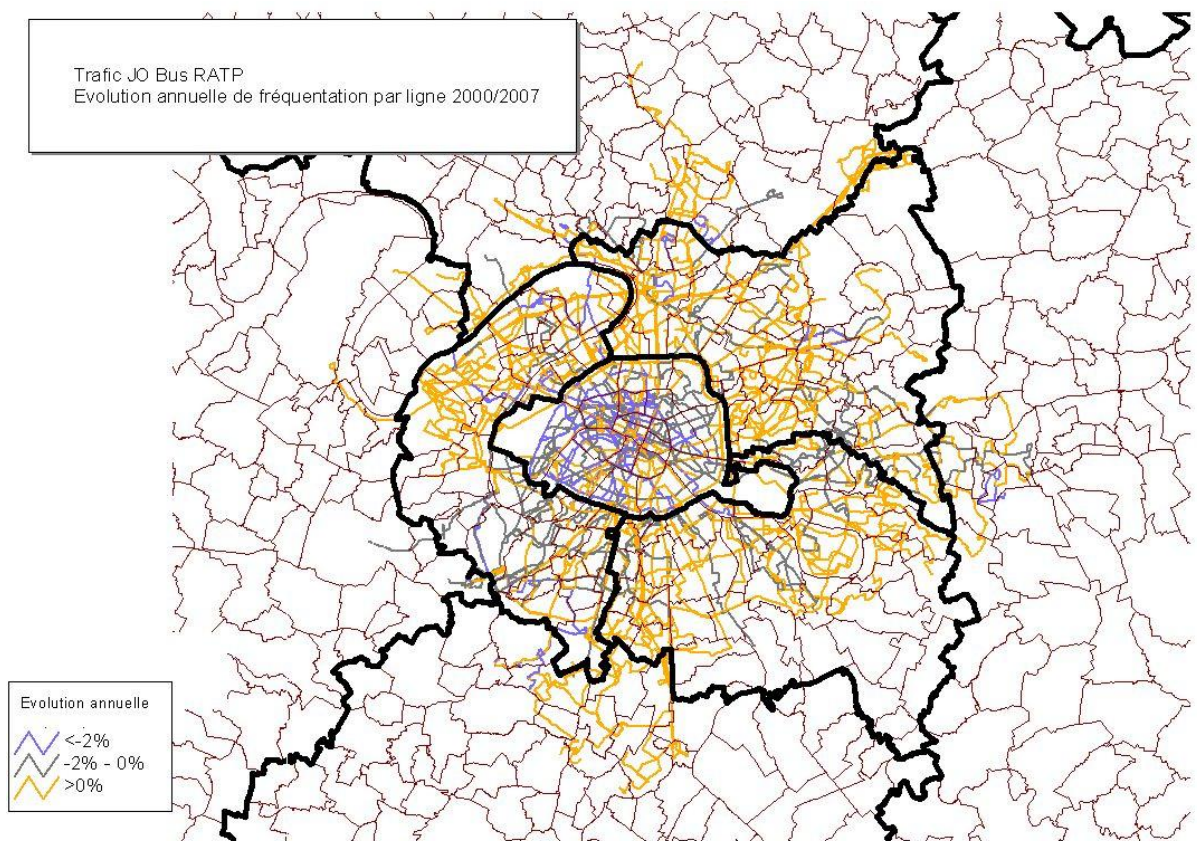 Trafic JO Bus RATP
Evolution annuelle de fréquentation par ligne 2000/2007
Evolution annuelle
<-2%
-2% - 0%
>0%